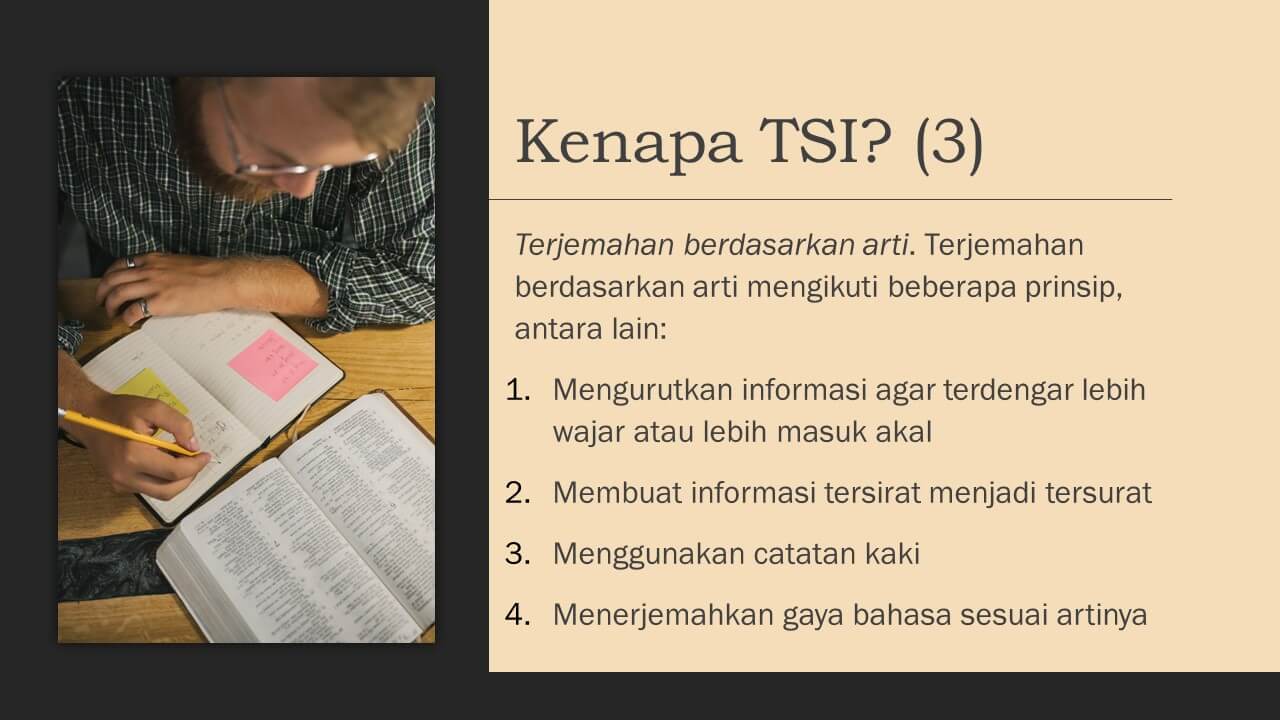 Kenapa TSI? (3)
Terjemahan berdasarkan arti. Terjemahan
berdasarkan arti mengikuti beberapa prinsip,
antara lain:
1. Mengurutkan informasi agar terdengar lebih
wajar atau lebih masuk akal
2. Membuat informasi tersirat menjadi tersurat
3. Menggunakan catatan kaki
4. Menerjemahkan gaya bahasa sesuai artinya